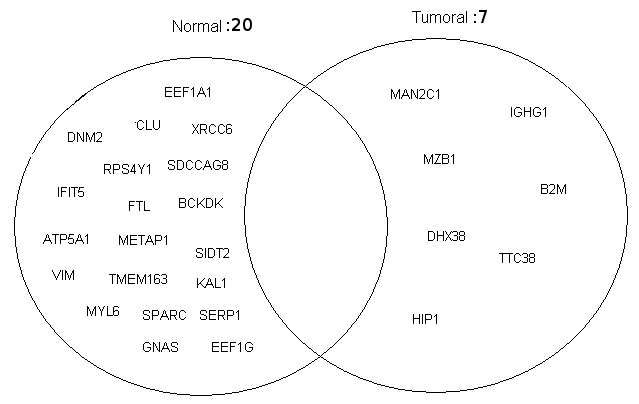 Normal :20
Tumoral :7
EEF1A1
CLU
XRCC6
DNM2
RPS4Y1
SDCCAG8
IFIT5
FTL
BCKDK
ATP5A1
METAP1
SIDT2
VIM
TMEM163
KAL1
MYL6
SPARC
SERP1
GNAS
EEF1G
MAN2C1
IGHG1
MZB1
B2M
DHX38
TTC38
HIP1